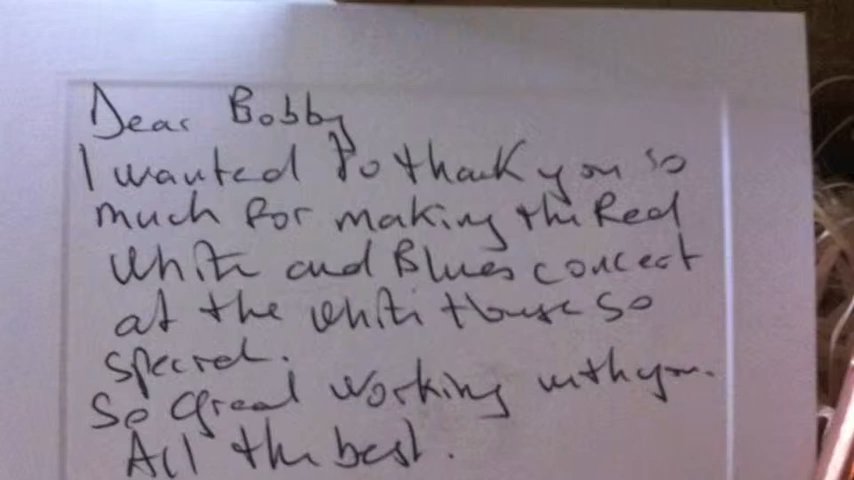 Dear Bobby
I wanted to thank you so
much for making the Red
White and Blues concert
at the White House so
special.
So great working with you.
All the best.